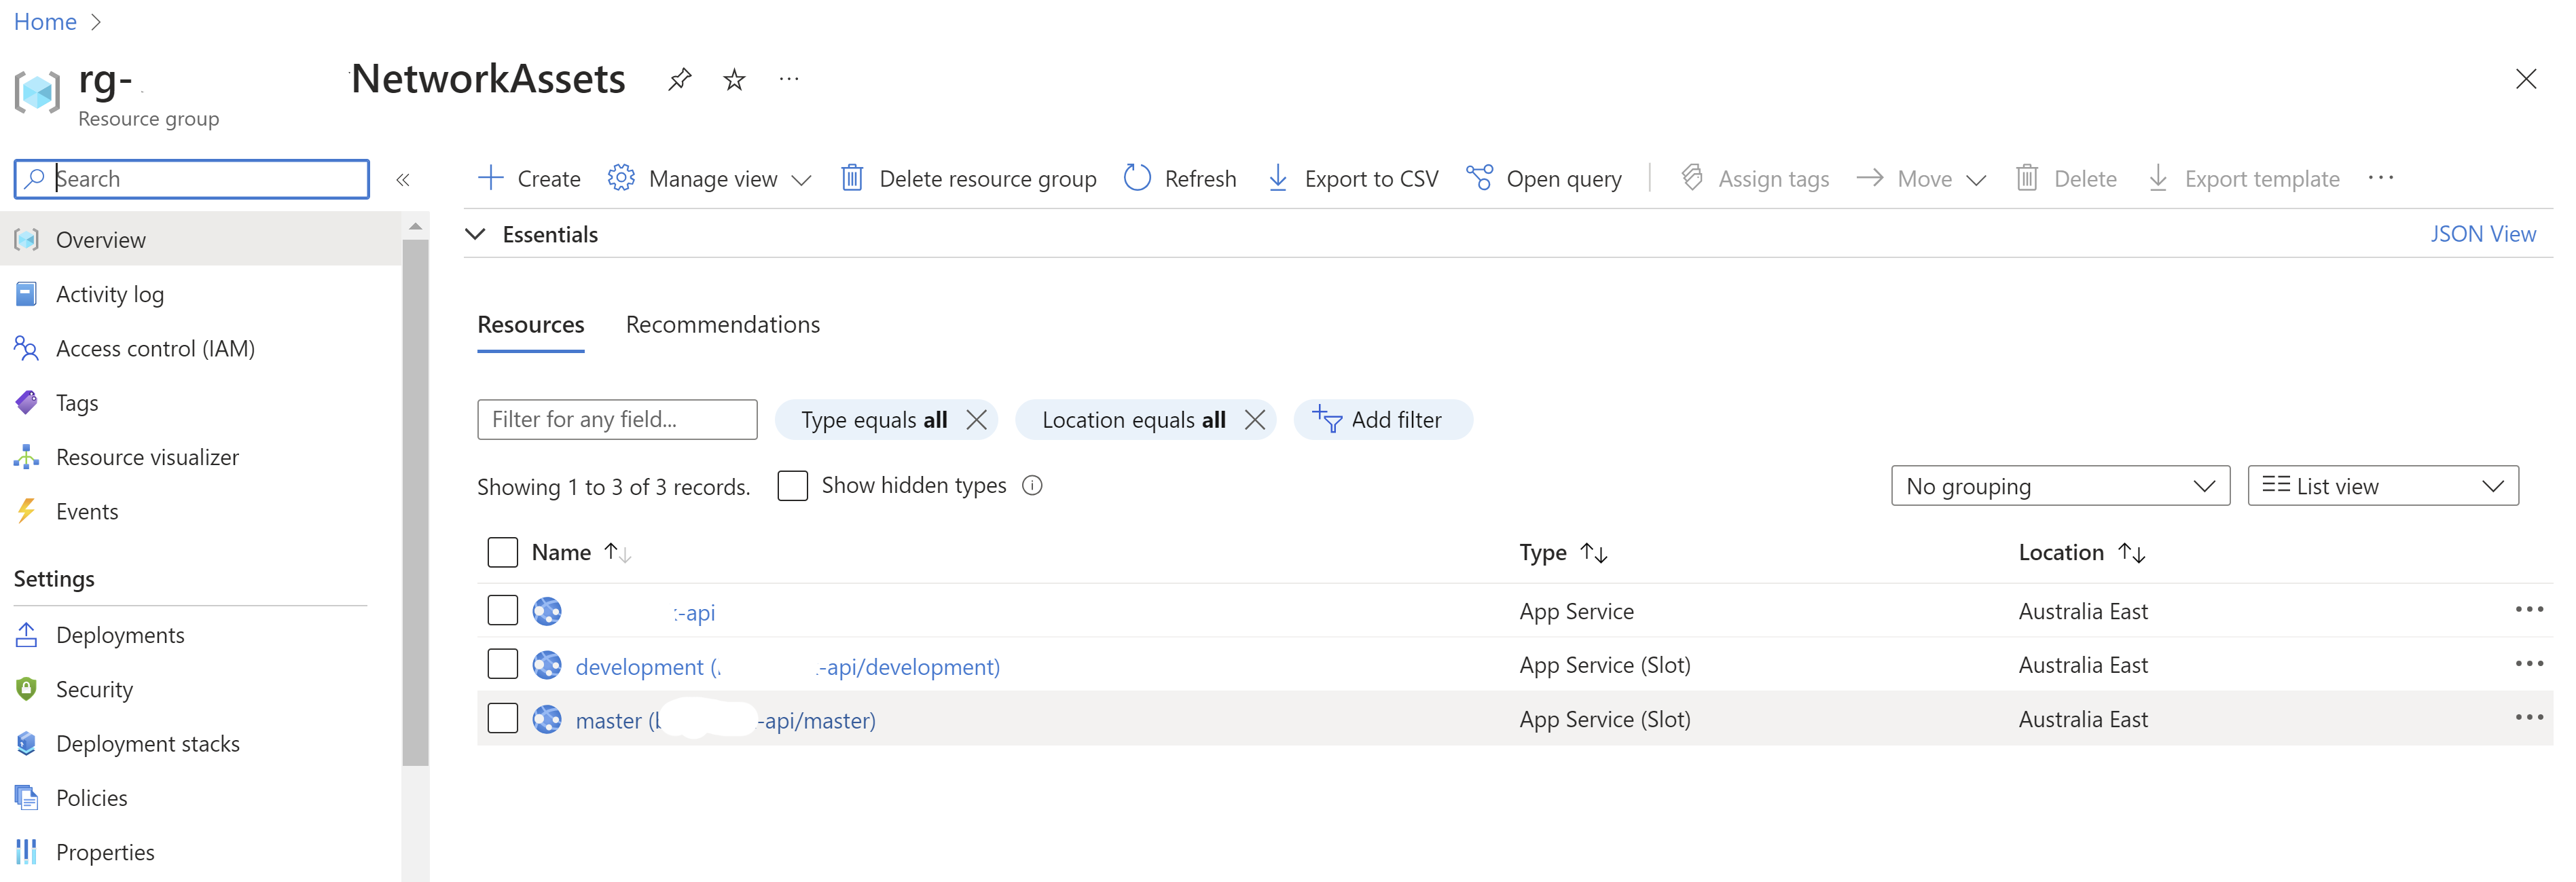 Home >
rg- NetworkAssets ...
Resource group
Search «
Create Manage view Delete resource group Refresh Export to CSV Open query Assign tags Move Delete Export template ...
Overview
Activity log
Access control (IAM)
Tags
Resource visualizer
Events
Settings
Deployments
Security
Deployment stacks
Policies
Properties
Essentials JSON View
Resources Recommendations
Filter for any field... Type equals all Location equals all Add filter
Showing 1 to 3 of 3 records. Show hidden types No grouping List view
Name Type Location
-api App Service Australia East ...
development ( -api/development) App Service (Slot) Australia East ...
master (b -api/master) App Service (Slot) Australia East ...